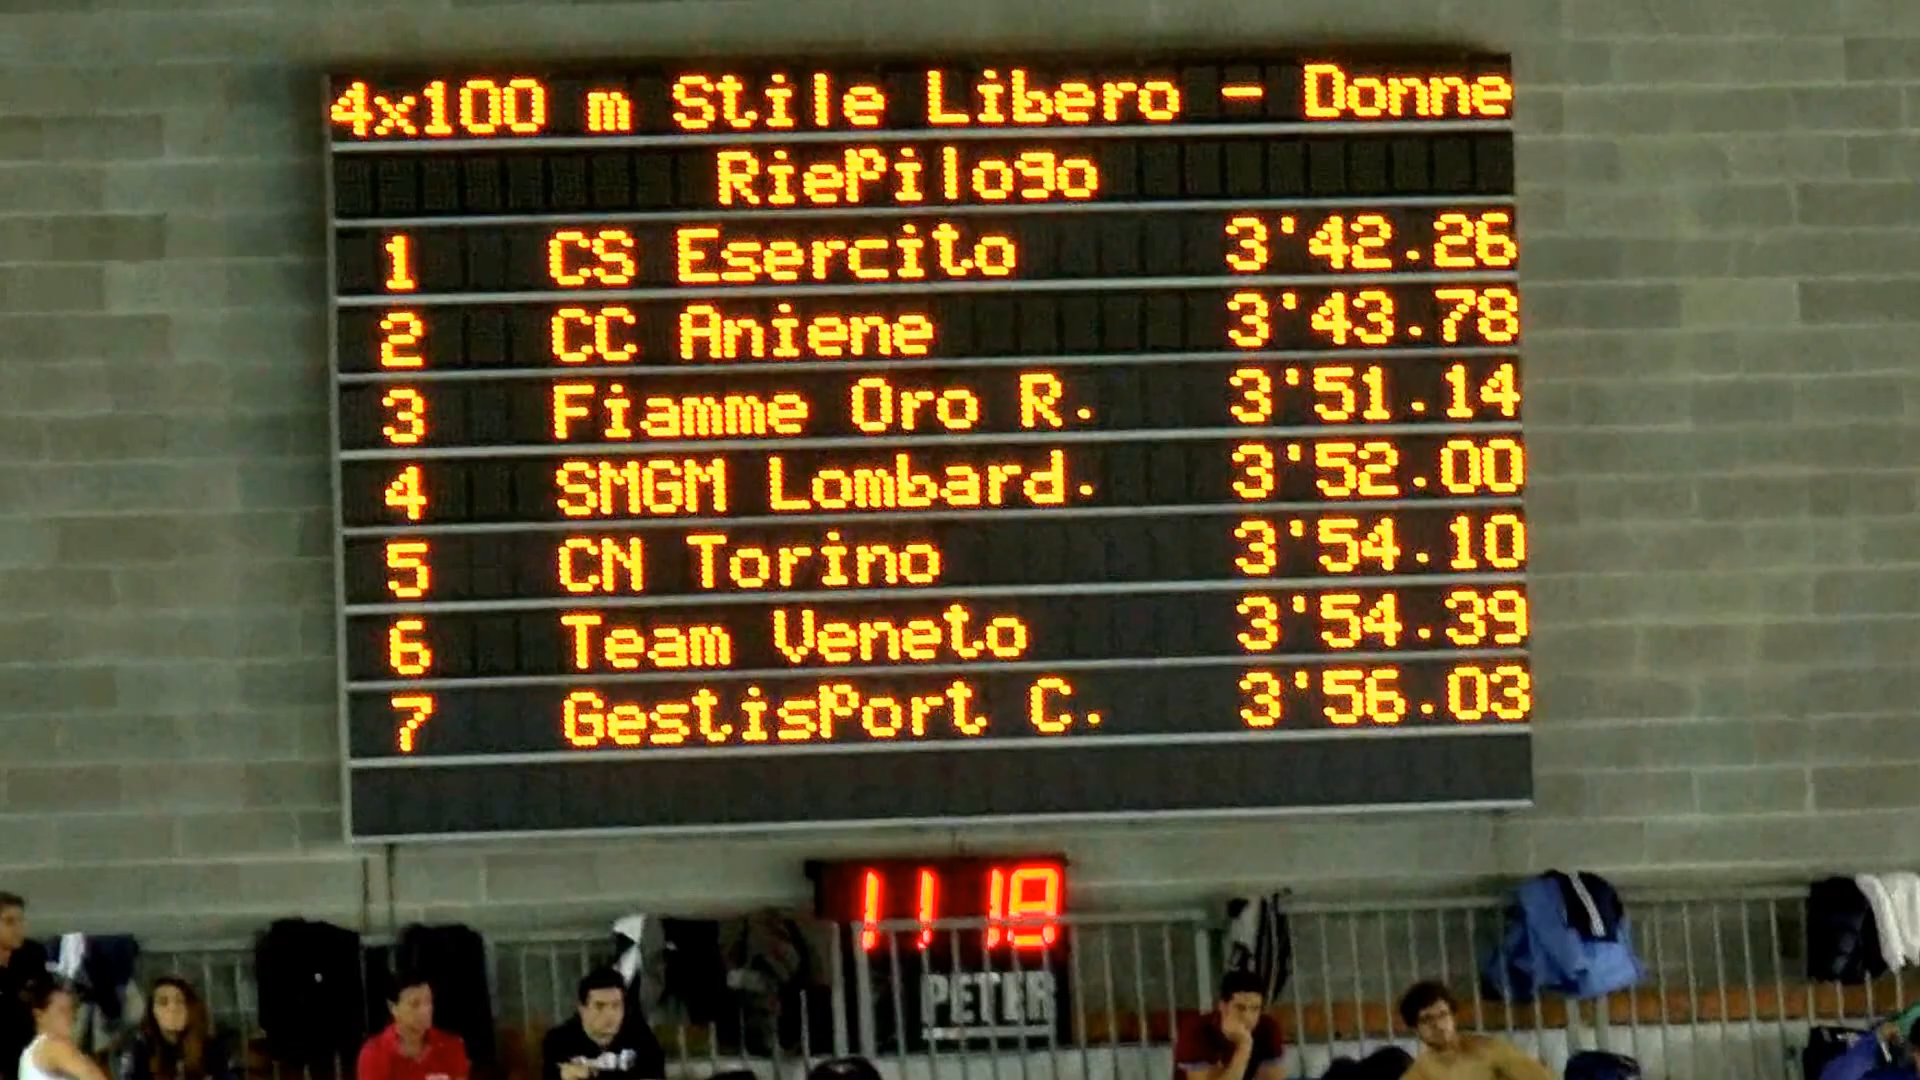 4x100 m Stile Libero - Donne
Riepilogo
1 CS Esercito 3'42.26
2 CC Aniene 3'43.78
3 Fiamme Oro R. 3'51.14
4 SMGM Lombard. 3'52.00
5 CN Torino 3'54.10
6 Team Veneto 3'54.39
7 Gestisport C. 3'56.03
11 18
PETER